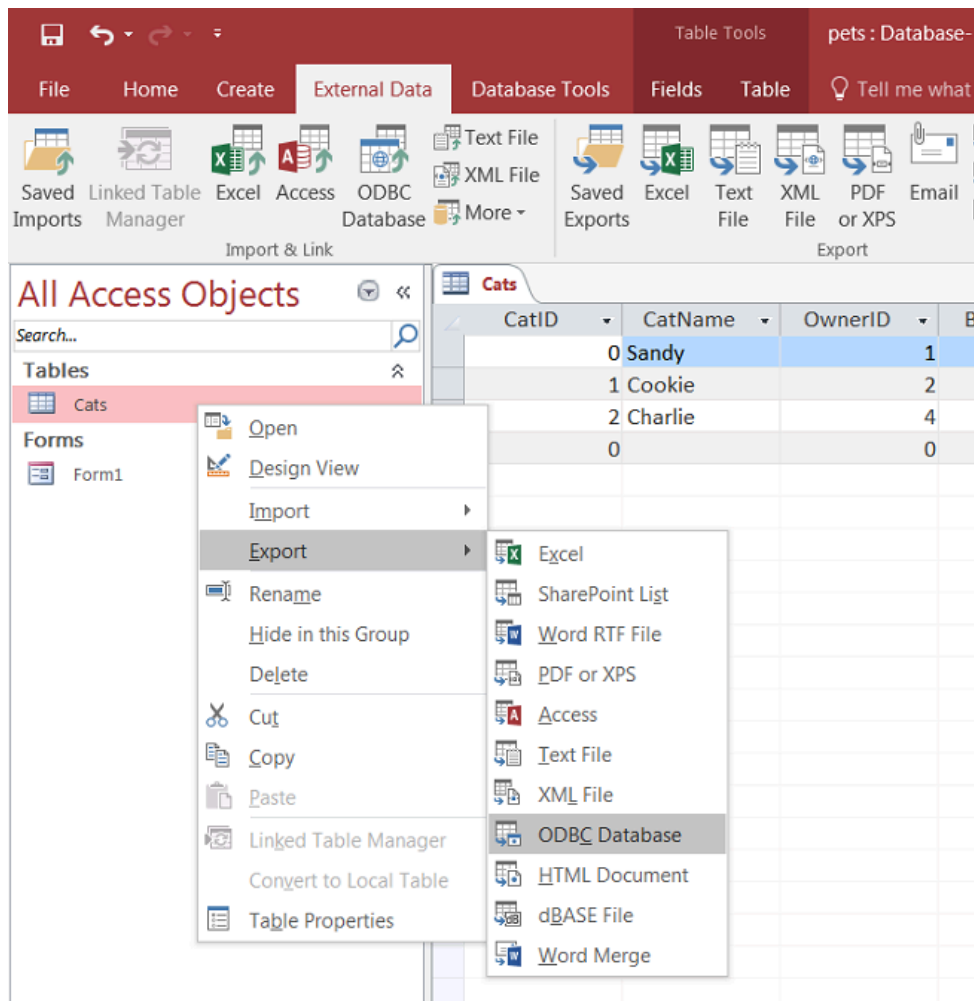 Table Tools
pets : Database-
File Home Create External Data Database Tools Fields Table Tell me what
Saved Imports
Linked Table Manager
Excel
Access
ODBC Database
Text File
XML File
More
Import & Link
Saved Exports
Excel
Text File
XML File
PDF or XPS
Email
Export
All Access Objects
Search...
Tables
Cats
Forms
Form1
Cats
CatID CatName OwnerID B
0 Sandy 1
1 Cookie 2
2 Charlie 4
0 0
Open
Design View
Import
Export
Rename
Hide in this Group
Delete
Cut
Copy
Paste
Linked Table Manager
Convert to Local Table
Table Properties
Excel
SharePoint List
Word RTF File
PDF or XPS
Access
Text File
XML File
ODBC Database
HTML Document
dBASE File
Word Merge